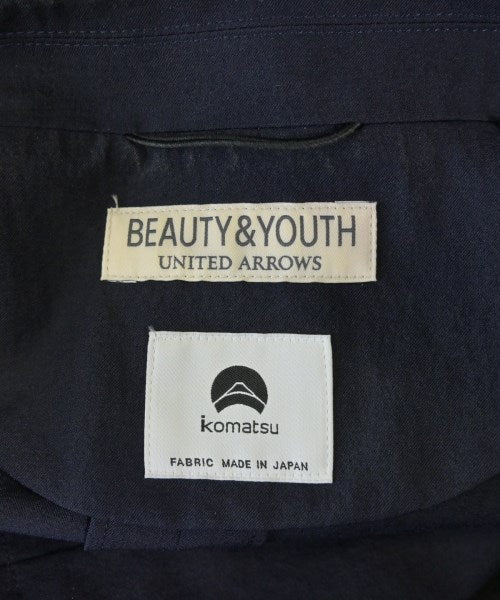 BEAUTY&YOUTH
UNITED ARROWS
komatsu
FABRIC MADE IN JAPAN